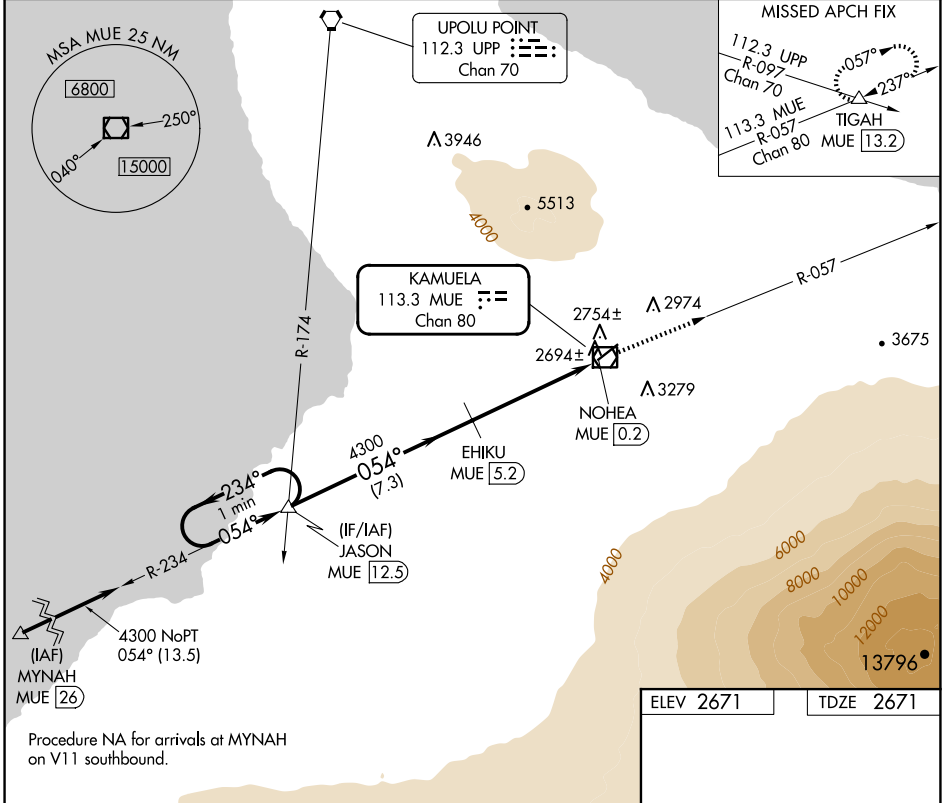 MSA MUE 25 NM
6800
250°
040°
15000
UPOLU POINT
112.3 UPP
Chan 70
MISSED APCH FIX
112.3 UPP
R-097
Chan 70
057°
237°
113.3 MUE
R-057
Chan 80
TIGAH
MUE 13.2
3946
5513
4000
KAMUELA
113.3 MUE
Chan 80
R-174
R-057
2754±
2974
2694±
3675
3279
NOHEA
MUE 0.2
4300
054°
(7.3)
EHIKU
MUE 5.2
234°
1 min
054°
(IF/IAF)
JASON
MUE 12.5
R-234
4300 NoPT
054° (13.5)
(IAF)
MYNAH
MUE 26
4000
6000
8000
10000
12000
13796
Procedure NA for arrivals at MYNAH
on V11 southbound.
ELEV 2671
TDZE 2671